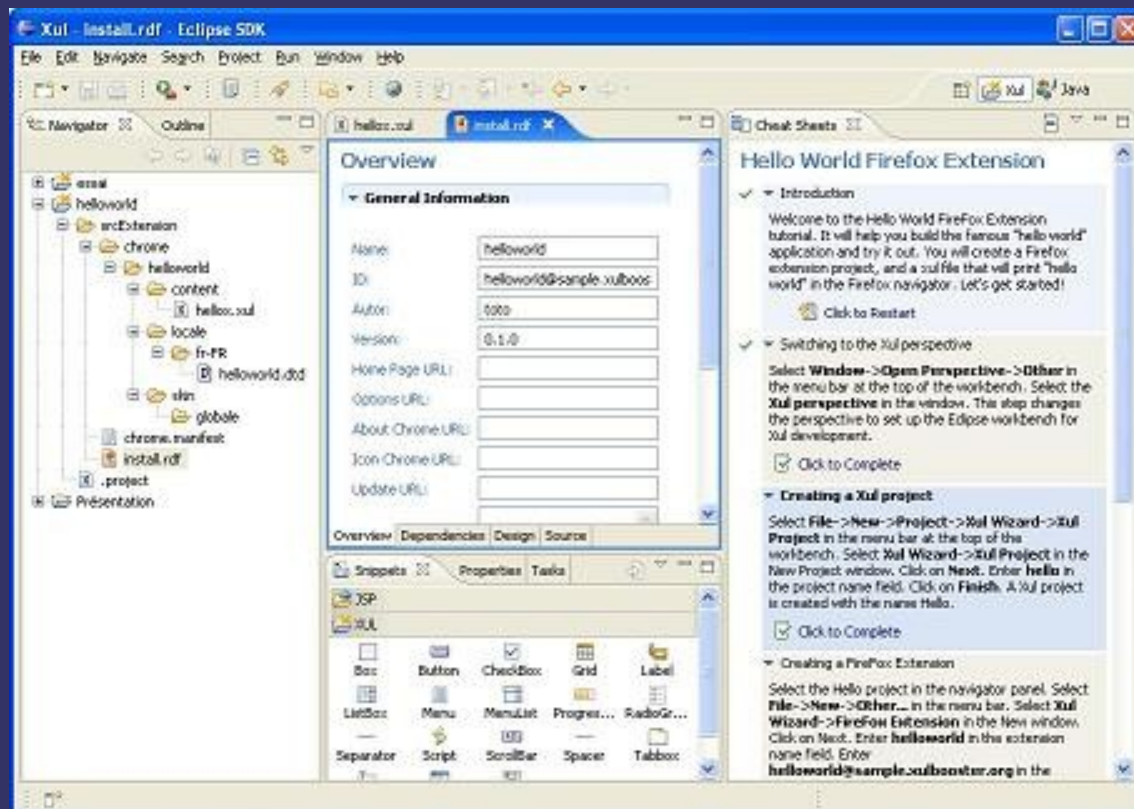 Xul - install.rdf - Eclipse SDK
File Edit Navigate Search Project Run Window Help
Xul Java
Navigator Outline
essai
helloworld
srcExtension
chrome
helloworld
content
hellox.xul
locale
fr-FR
helloworld.dtd
skin
globale
chrome.manifest
install.rdf
.project
Présentation
hellox.xul install.rdf
Overview
General Information
Name: helloworld
ID: helloworld@sample.xulboos
Autor: toto
Version: 0.1.0
Home Page URL:
Options URL:
About Chrome URL:
Icon Chrome URL:
Update URL:
Overview Dependencies Design Source
Snippets Properties Tasks
JSP
XUL
Box Button CheckBox Grid Label
ListBox Menu MenuList Progres... RadioGr...
Separator Script ScrollBar Spacer Tabbox
Cheat Sheets
Hello World Firefox Extension
Introduction
Welcome to the Hello World FireFox Extension
tutorial. It will help you build the famous "hello world"
application and try it out. You will create a Firefox
extension project, and a xul file that will print "hello
world" in the Firefox navigator. Let's get started!
Click to Restart
Switching to the Xul perspective
Select Window->Open Perspective->Other in
the menu bar at the top of the workbench. Select the
Xul perspective in the window. This step changes
the perspective to set up the Eclipse workbench for
Xul development.
Click to Complete
Creating a Xul project
Select File->New->Project->Xul Wizard->Xul
Project in the menu bar at the top of the
workbench. Select Xul Wizard->Xul Project in the
New Project window. Click on Next. Enter hello in
the project name field. Click on Finish. A Xul project
is created with the name Hello.
Click to Complete
Creating a FireFox Extension
Select the Hello project in the navigator panel. Select
File->New->Other... in the menu bar. Select Xul
Wizard->FireFox Extension in the New window.
Click on Next. Enter helloworld in the extension
name field. Enter
helloworld@sample.xulbooster.org in the